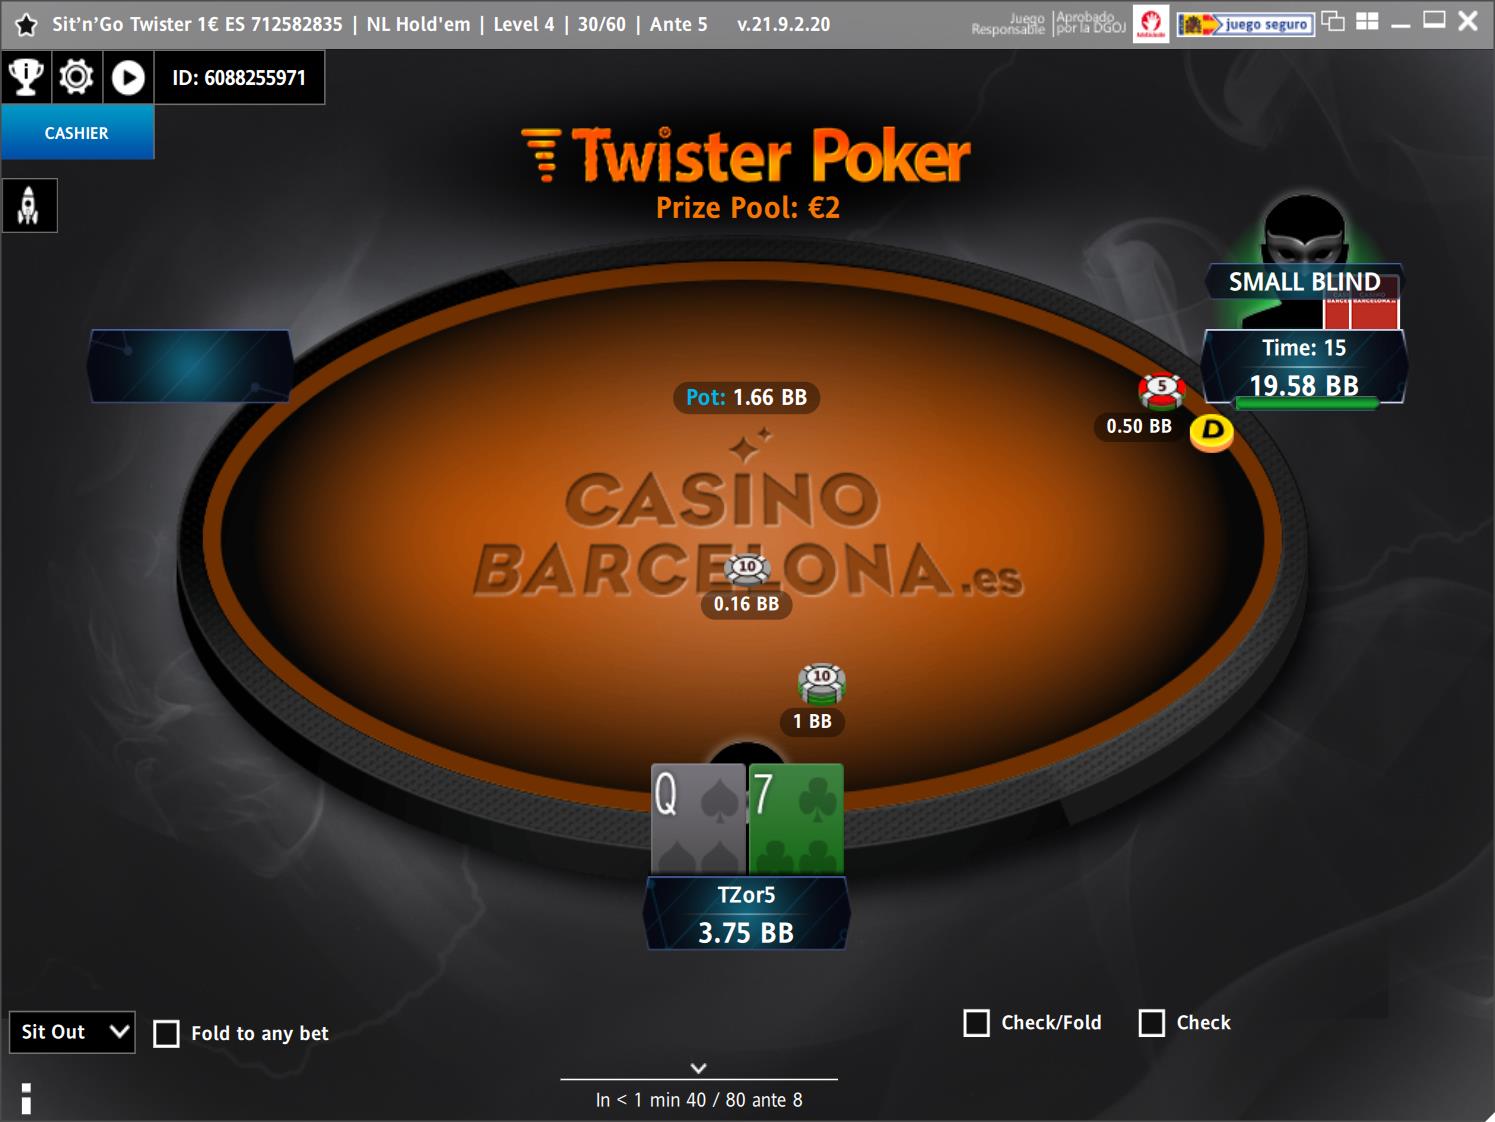 Sit'n'Go Twister 1€ ES 712582835 | NL Hold'em | Level 4 | 30/60 | Ante 5 v.21.9.2.20
Juego Responsable
Aprobado por la DGOJ
juego seguro
ID: 6088255971
CASHIER
Twister Poker
Prize Pool: €2
SMALL BLIND
Time: 15
19.58 BB
Pot: 1.66 BB
5
0.50 BB
D
CASINO
BARCELONA.es
10
0.16 BB
10
1 BB
Q 7
TZor5
3.75 BB
Sit Out
Fold to any bet
Check/Fold
Check
In < 1 min 40 / 80 ante 8